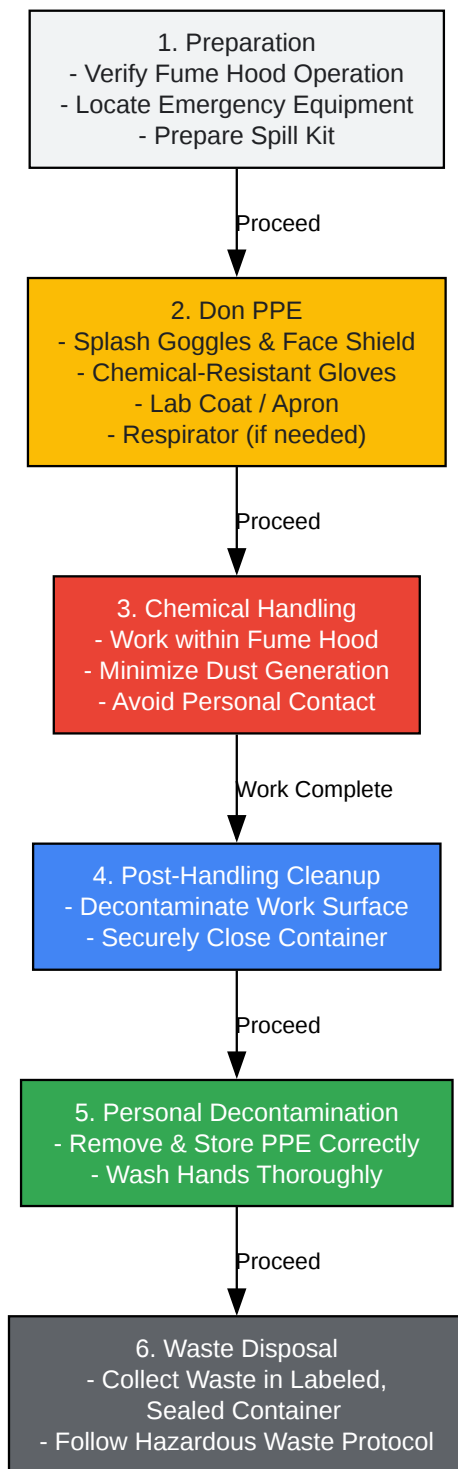 1. Preparation
- Verify Fume Hood Operation
- Locate Emergency Equipment
- Prepare Spill Kit
Proceed
2. Don PPE
- Splash Goggles & Face Shield
- Chemical-Resistant Gloves
- Lab Coat / Apron
- Respirator (if needed)
Proceed
3. Chemical Handling
- Work within Fume Hood
- Minimize Dust Generation
- Avoid Personal Contact
Work Complete
4. Post-Handling Cleanup
- Decontaminate Work Surface
- Securely Close Container
Proceed
5. Personal Decontamination
- Remove & Store PPE Correctly
- Wash Hands Thoroughly
Proceed
6. Waste Disposal
- Collect Waste in Labeled,
Sealed Container
- Follow Hazardous Waste Protocol